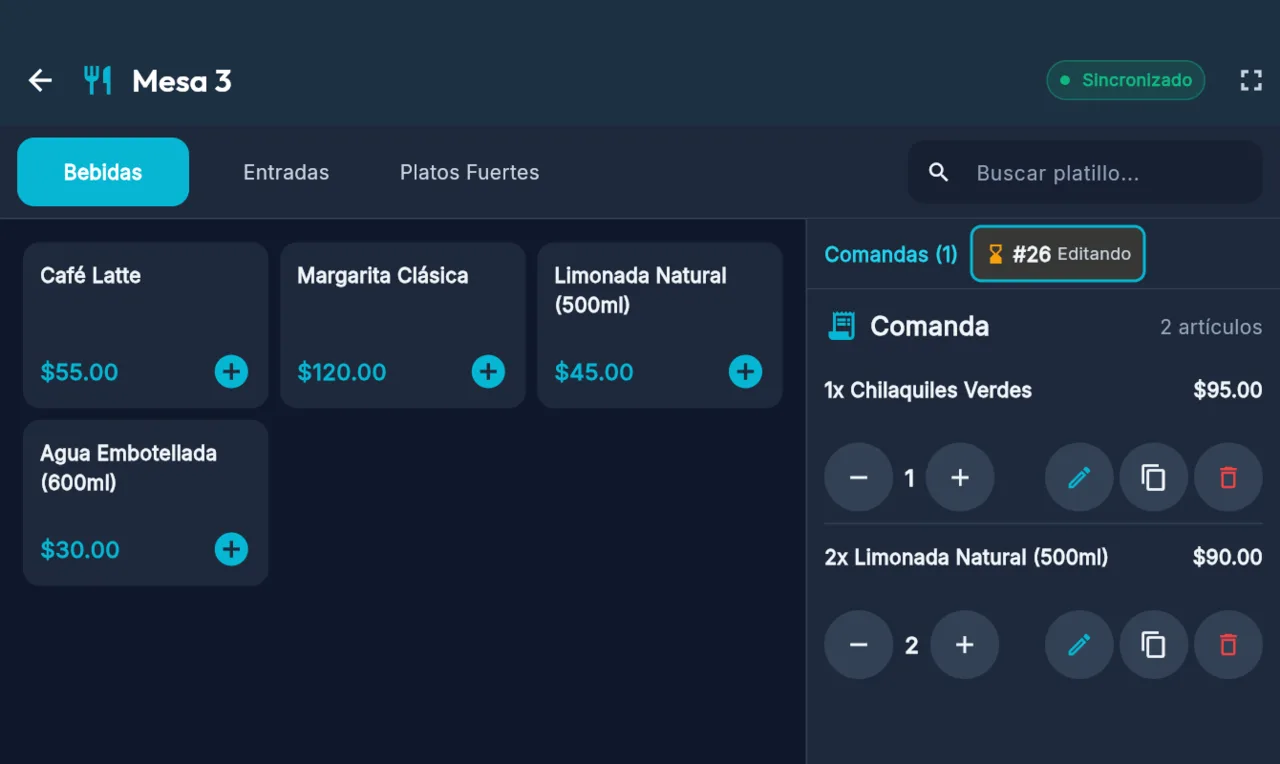 Mesa 3
Sincronizado
Bebidas
Entradas
Platos Fuertes
Buscar platillo...
Café Latte
$55.00
Margarita Clásica
$120.00
Limonada Natural
(500ml)
$45.00
Agua Embotellada
(600ml)
$30.00
Comandas (1)
#26 Editando
Comanda
2 artículos
1x Chilaquiles Verdes
$95.00
1
2x Limonada Natural (500ml)
$90.00
2